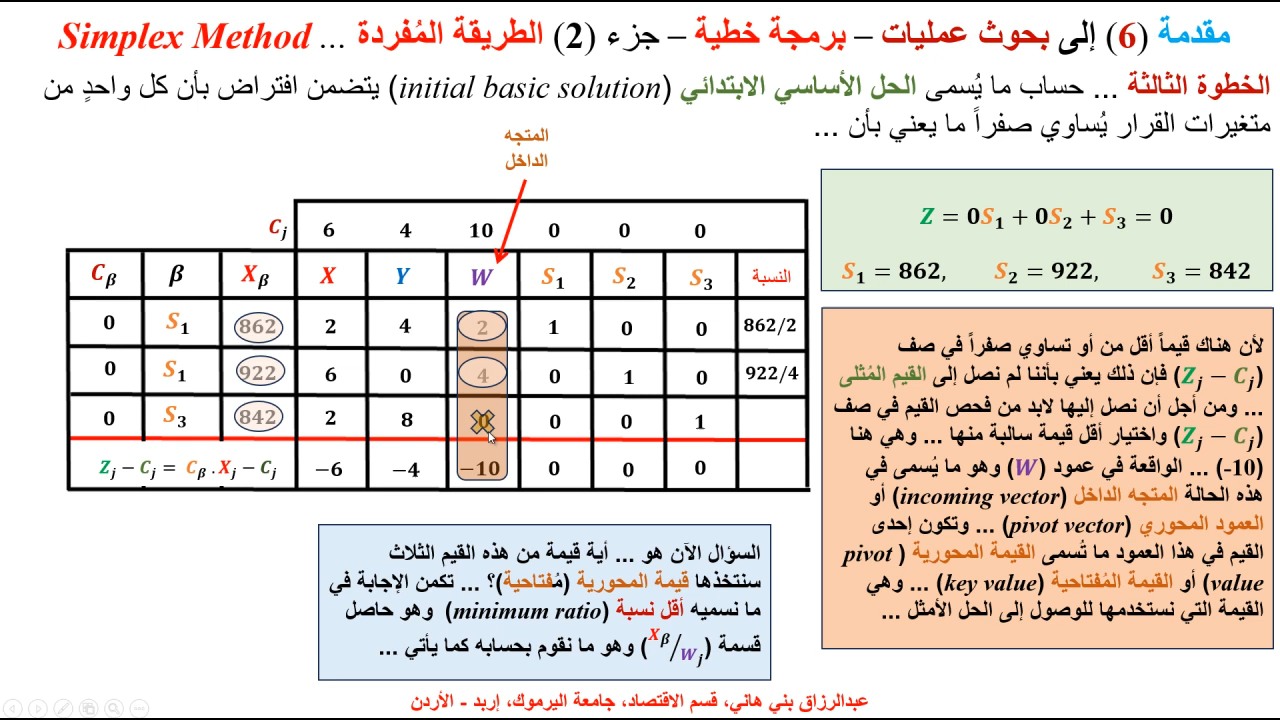 مقدمة (6) إلى بحوث عمليات – برمجة خطية – جزء (2) الطريقة المُفردة ... Simplex Method
الخطوة الثالثة ... حساب ما يُسمى الحل الأساسي الابتدائي (initial basic solution) يتضمن افتراض بأن كل واحدٍ من
متغيرات القرار يُساوي صفراً ما يعني بأن ...
المتجه
الداخل
Z = 0S₁ + 0S₂ + S₃ = 0
S₁ = 862, S₂ = 922, S₃ = 842
Cⱼ 6 4 10 0 0 0
Cᵦ β Xᵦ X Y W S₁ S₂ S₃ النسبة
0 S₁ 862 2 4 2 1 0 0 862/2
0 S₁ 922 6 0 4 0 1 0 922/4
0 S₃ 842 2 8 0 0 0 1
Zⱼ − Cⱼ = Cᵦ . Xⱼ − Cⱼ −6 −4 −10 0 0 0
لأن هناك قيماً أقل من أو تساوي صفراً في صف
(Zⱼ − Cⱼ) فإن ذلك يعني بأننا لم نصل إلى القيم المُثلى
... ومن أجل أن نصل إليها لابد من فحص القيم في صف
(Zⱼ − Cⱼ) واختيار أقل قيمة سالبة منها ... وهي هنا
(-10) ... الواقعة في عمود (W) وهو ما يُسمى في
هذه الحالة المتجه الداخل (incoming vector) أو
العمود المحوري (pivot vector) ... وتكون إحدى
القيم في هذا العمود ما تُسمى القيمة المحورية (pivot
value) أو القيمة المُفتاحية (key value) ... وهي
القيمة التي نستخدمها للوصول إلى الحل الأمثل ...
السؤال الآن هو ... أية قيمة من هذه القيم الثلاث
سنتخذها قيمة المحورية (مُفتاحية)؟ ... تكمن الإجابة في
ما نسميه أقل نسبة (minimum ratio) وهو حاصل
قسمة (Xᵦ/Wⱼ) وهو ما نقوم بحسابه كما يأتي ...
عبدالرزاق بني هاني، قسم الاقتصاد، جامعة اليرموك، إربد - الأردن